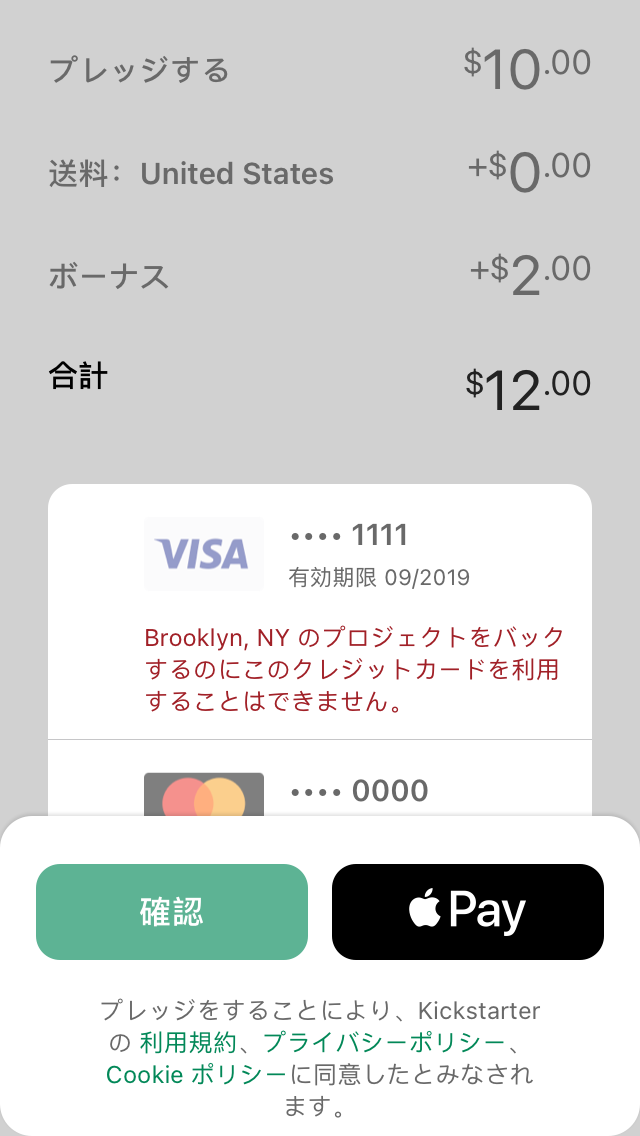 プレッジする $10.00
送料： United States +$0.00
ボーナス +$2.00
合計 $12.00
VISA •••• 1111
有効期限 09/2019
Brooklyn, NY のプロジェクトをバック
するのにこのクレジットカードを利用
することはできません。
•••• 0000
確認 Pay
プレッジをすることにより、Kickstarter
の 利用規約、プライバシーポリシー、
Cookie ポリシーに同意したとみなされ
ます。